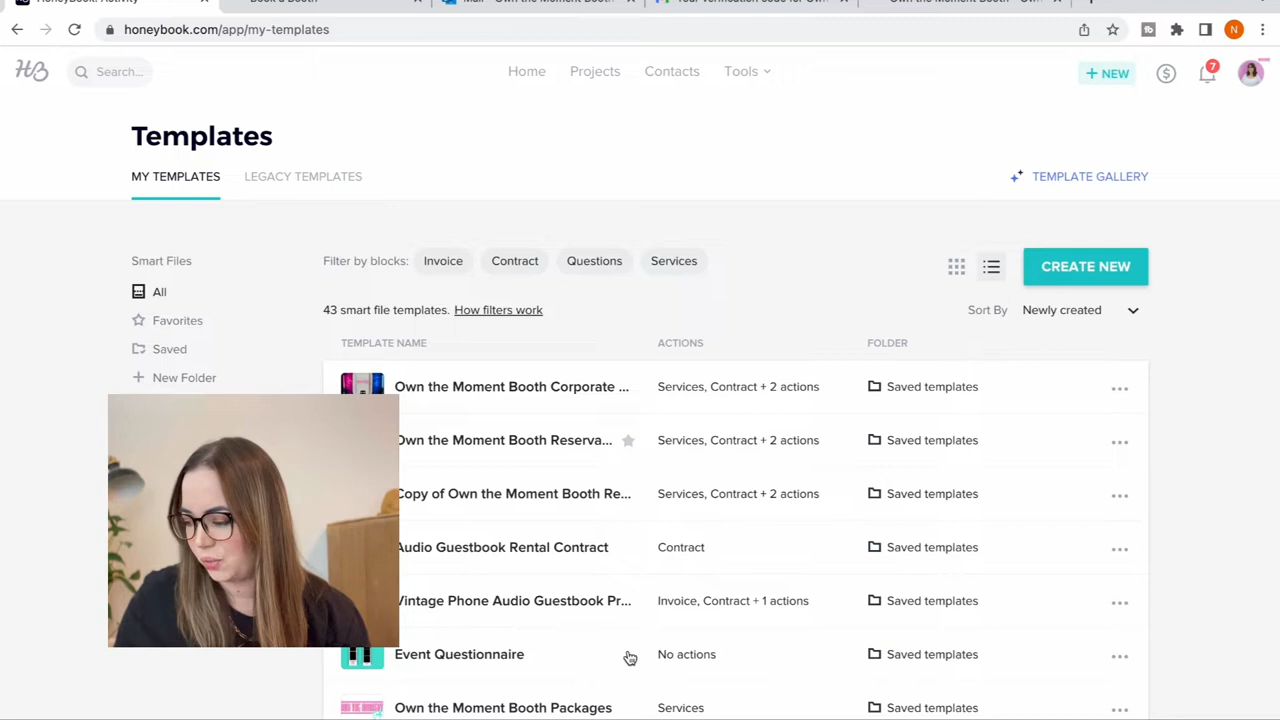 honeybook.com/app/my-templates
N
HB
Search...
Home
Projects
Contacts
Tools
+ NEW
7
Templates
MY TEMPLATES
LEGACY TEMPLATES
TEMPLATE GALLERY
Smart Files
All
Favorites
Saved
New Folder
Filter by blocks:
Invoice
Contract
Questions
Services
CREATE NEW
43 smart file templates. How filters work
Sort By
Newly created
TEMPLATE NAME
ACTIONS
FOLDER
Own the Moment Booth Corporate ...
Services, Contract + 2 actions
Saved templates
Own the Moment Booth Reserva...
Services, Contract + 2 actions
Saved templates
Copy of Own the Moment Booth Re...
Services, Contract + 2 actions
Saved templates
Audio Guestbook Rental Contract
Contract
Saved templates
Vintage Phone Audio Guestbook Pr...
Invoice, Contract + 1 actions
Saved templates
Event Questionnaire
No actions
Saved templates
Own the Moment Booth Packages
Services
Saved templates